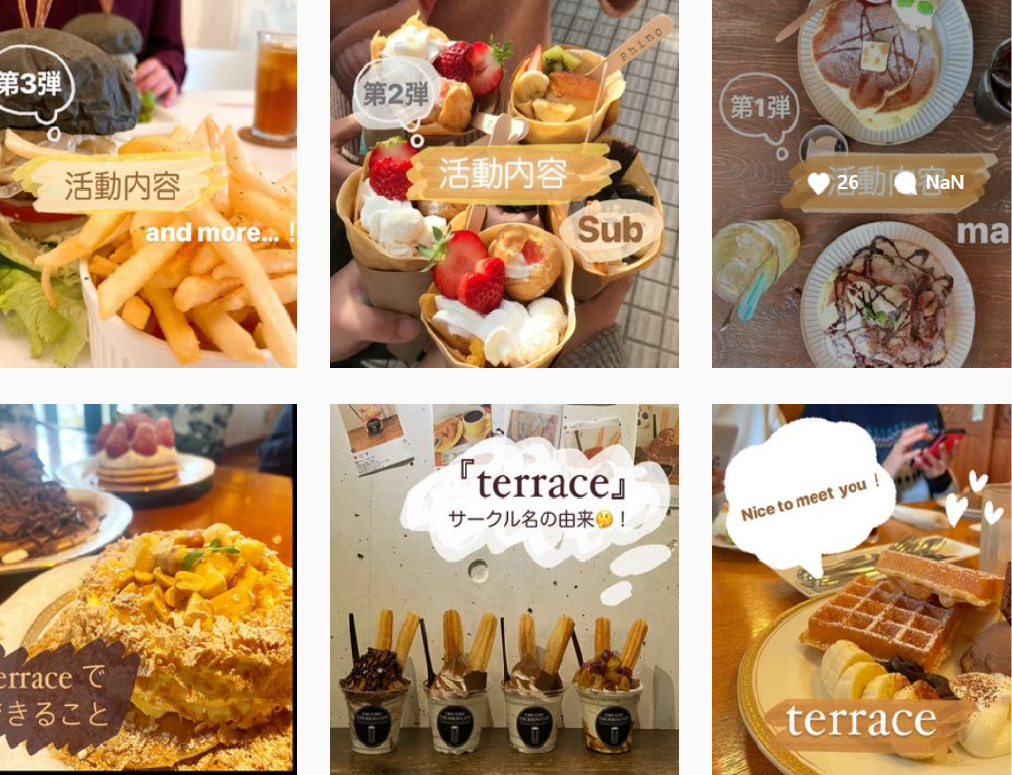 第3弾
活動内容
and more... !
第2弾
活動内容
Sub
Rhino
第1弾
活動内容
26
NaN
ma
errace で
できること
『terrace』
サークル名の由来🤔！
Nice to meet you !
terrace